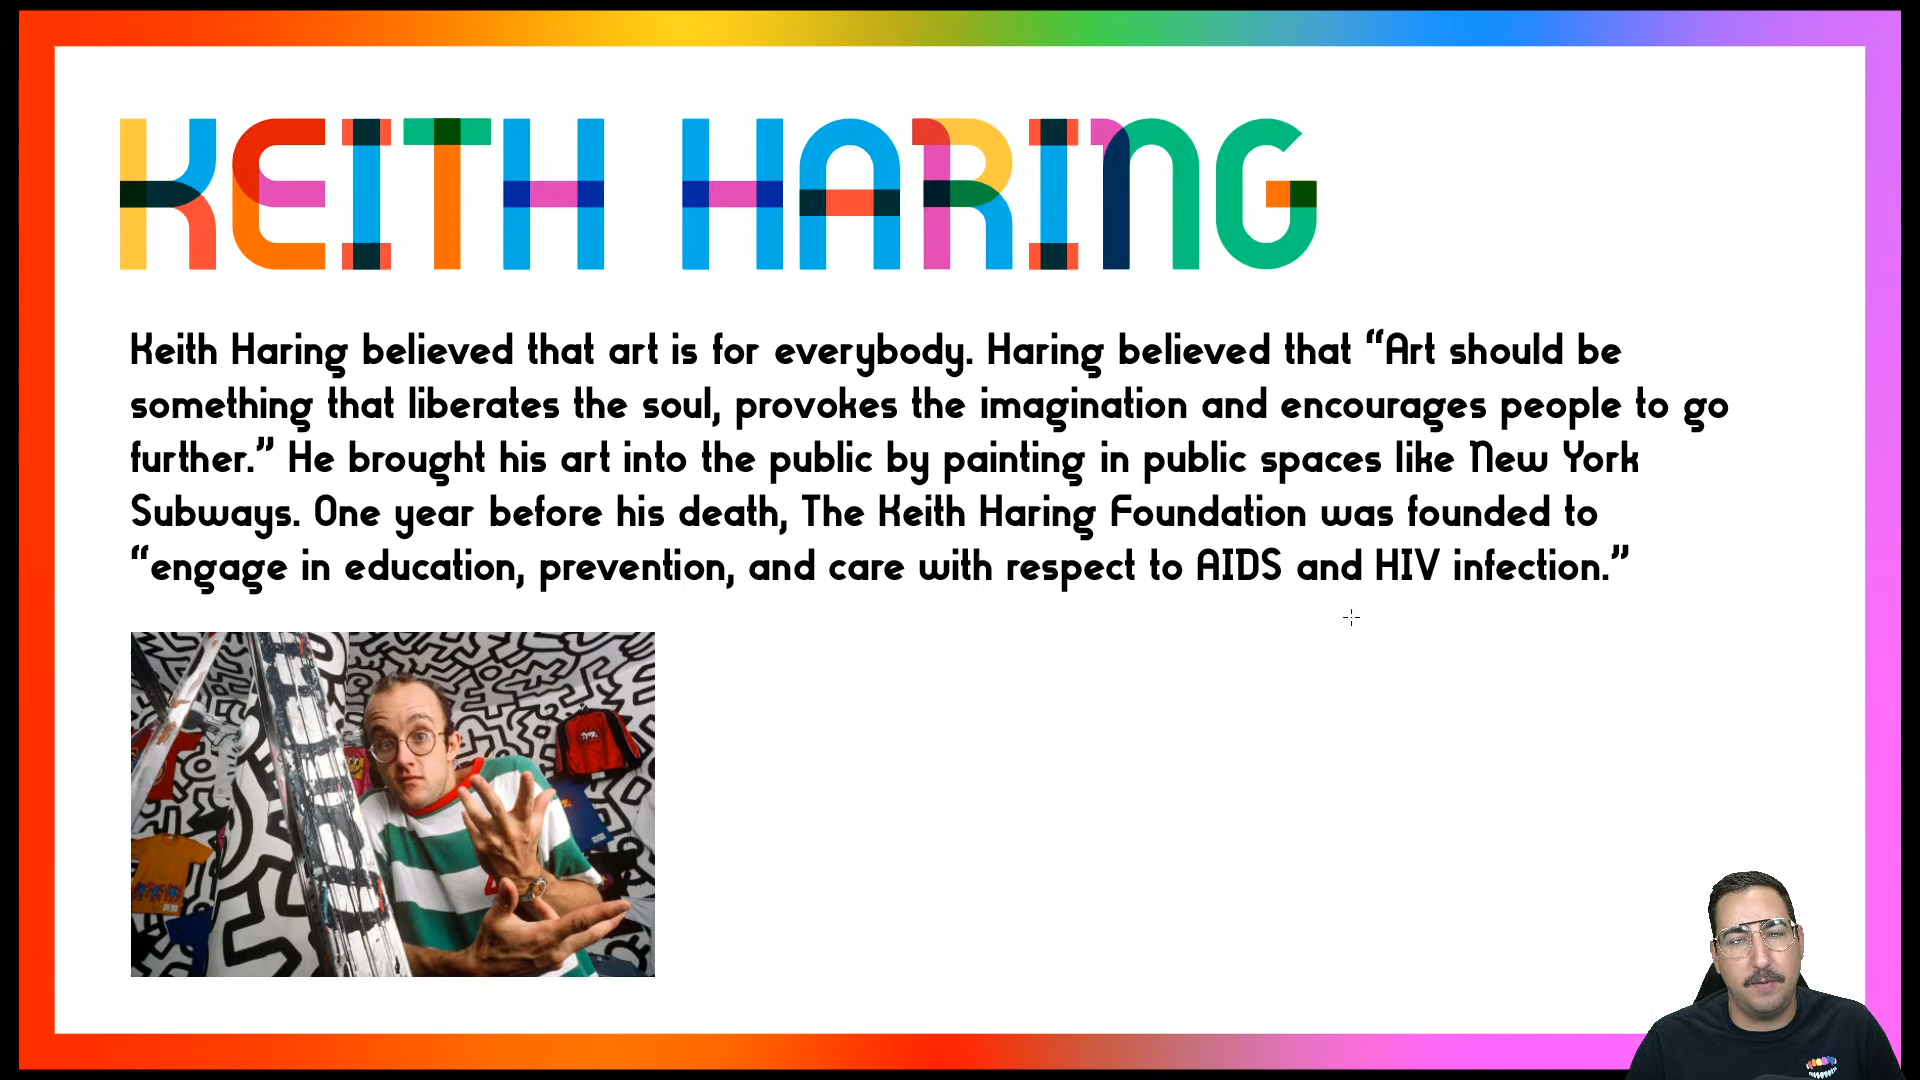 KEITH HARING
Keith Haring believed that art is for everybody. Haring believed that “Art should be
something that liberates the soul, provokes the imagination and encourages people to go
further.” He brought his art into the public by painting in public spaces like New York
Subways. One year before his death, The Keith Haring Foundation was founded to
“engage in education, prevention, and care with respect to AIDS and HIV infection.”